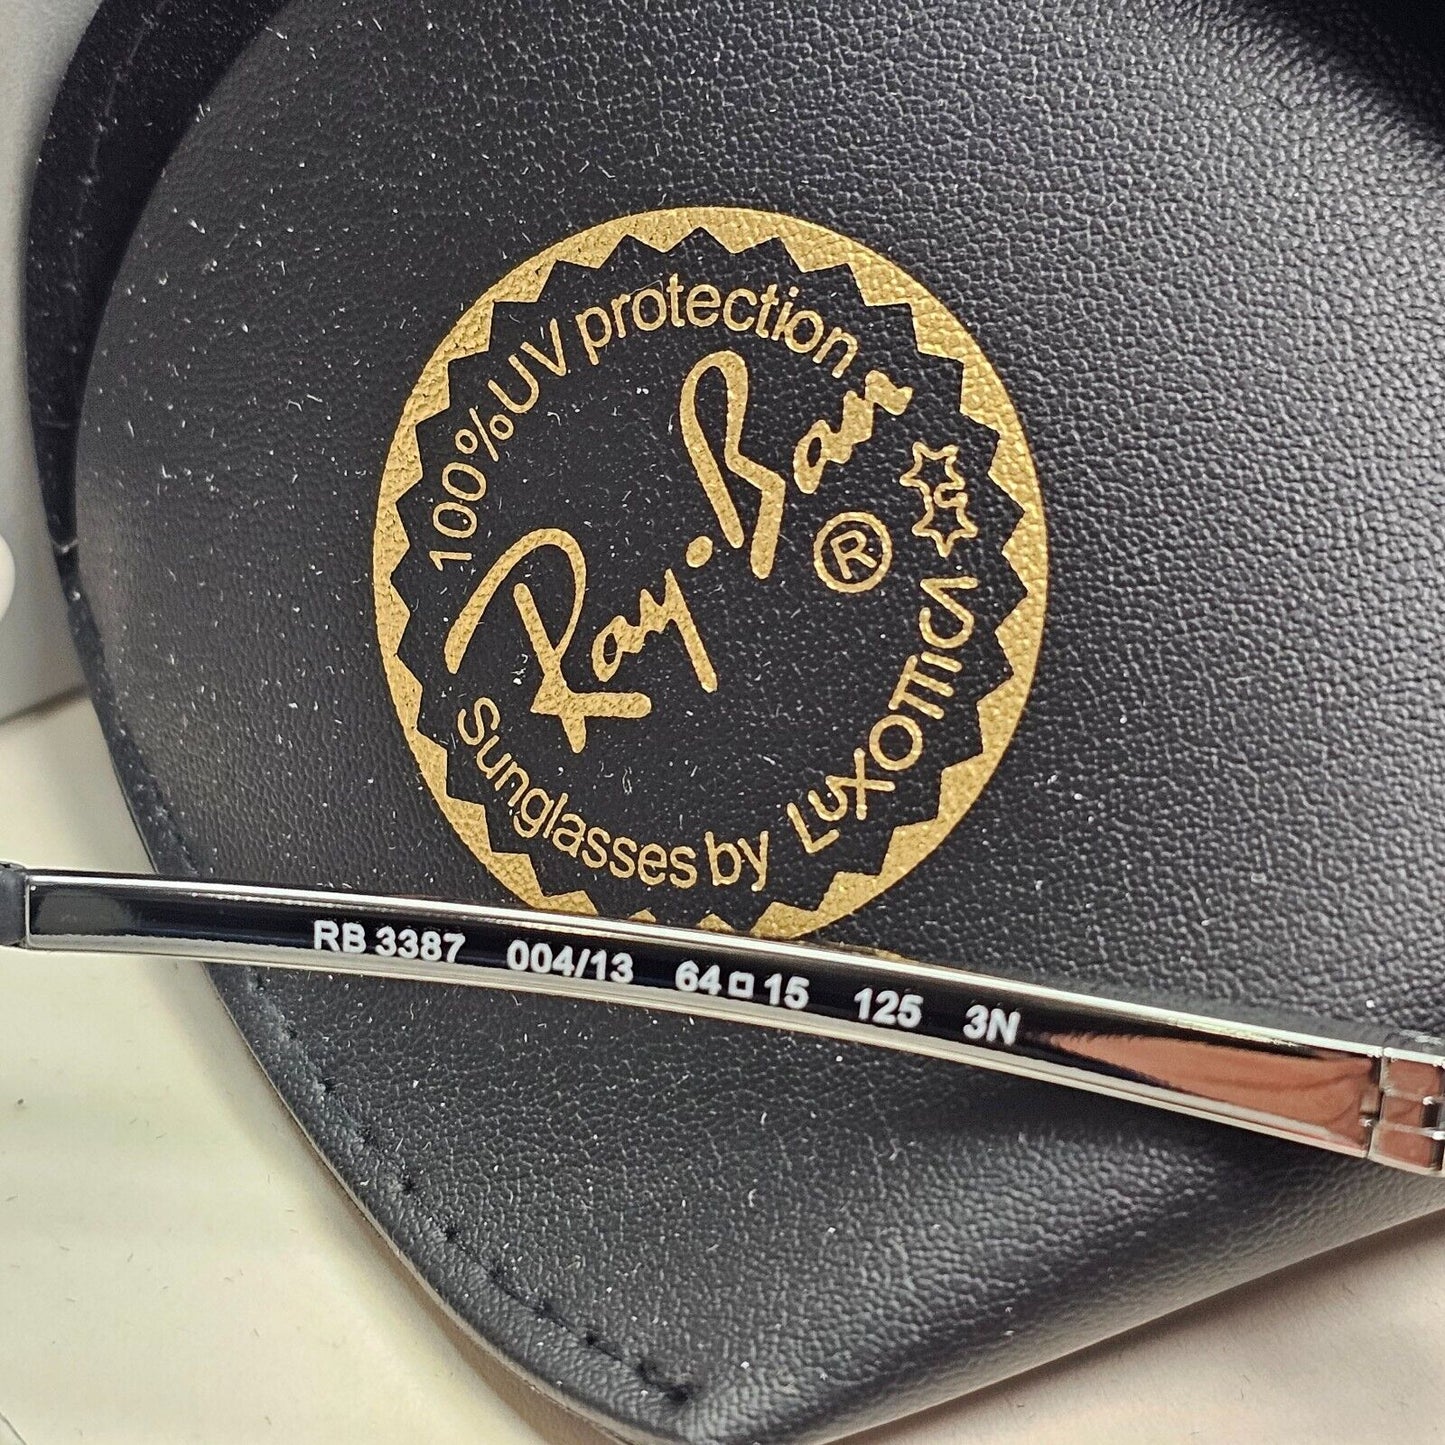 100% UV protection
Ray-Ban ®
Sunglasses by LUXOTTICA
RB 3387 004/13 64□15 125 3N